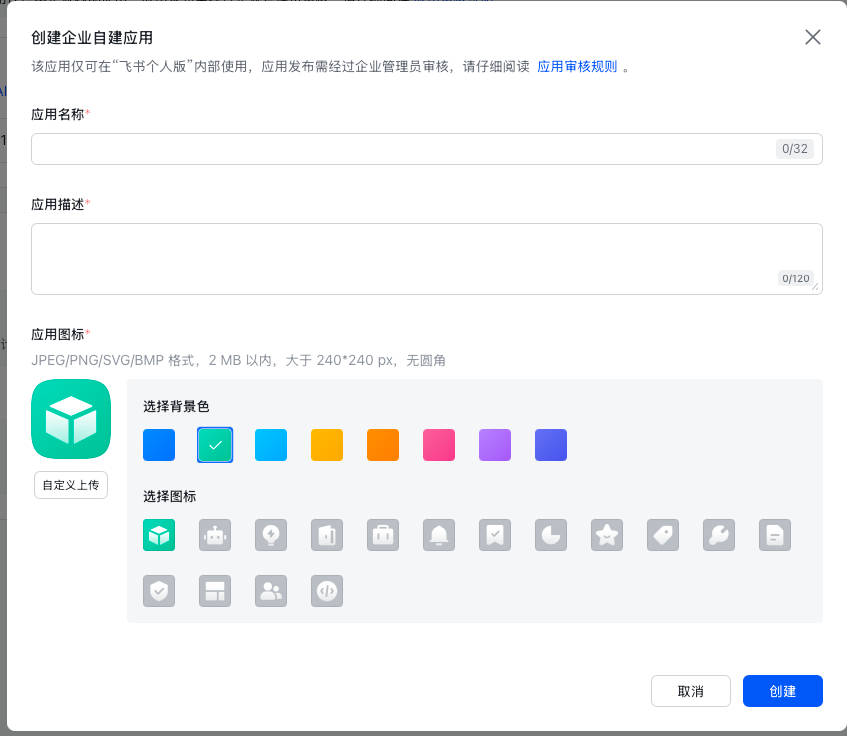 创建企业自建应用
该应用仅可在“飞书个人版”内部使用，应用发布需经过企业管理员审核，请仔细阅读 应用审核规则 。
应用名称*
0/32
应用描述*
0/120
应用图标*
JPEG/PNG/SVG/BMP 格式，2 MB 以内，大于 240*240 px，无圆角
选择背景色
自定义上传
选择图标
取消
创建